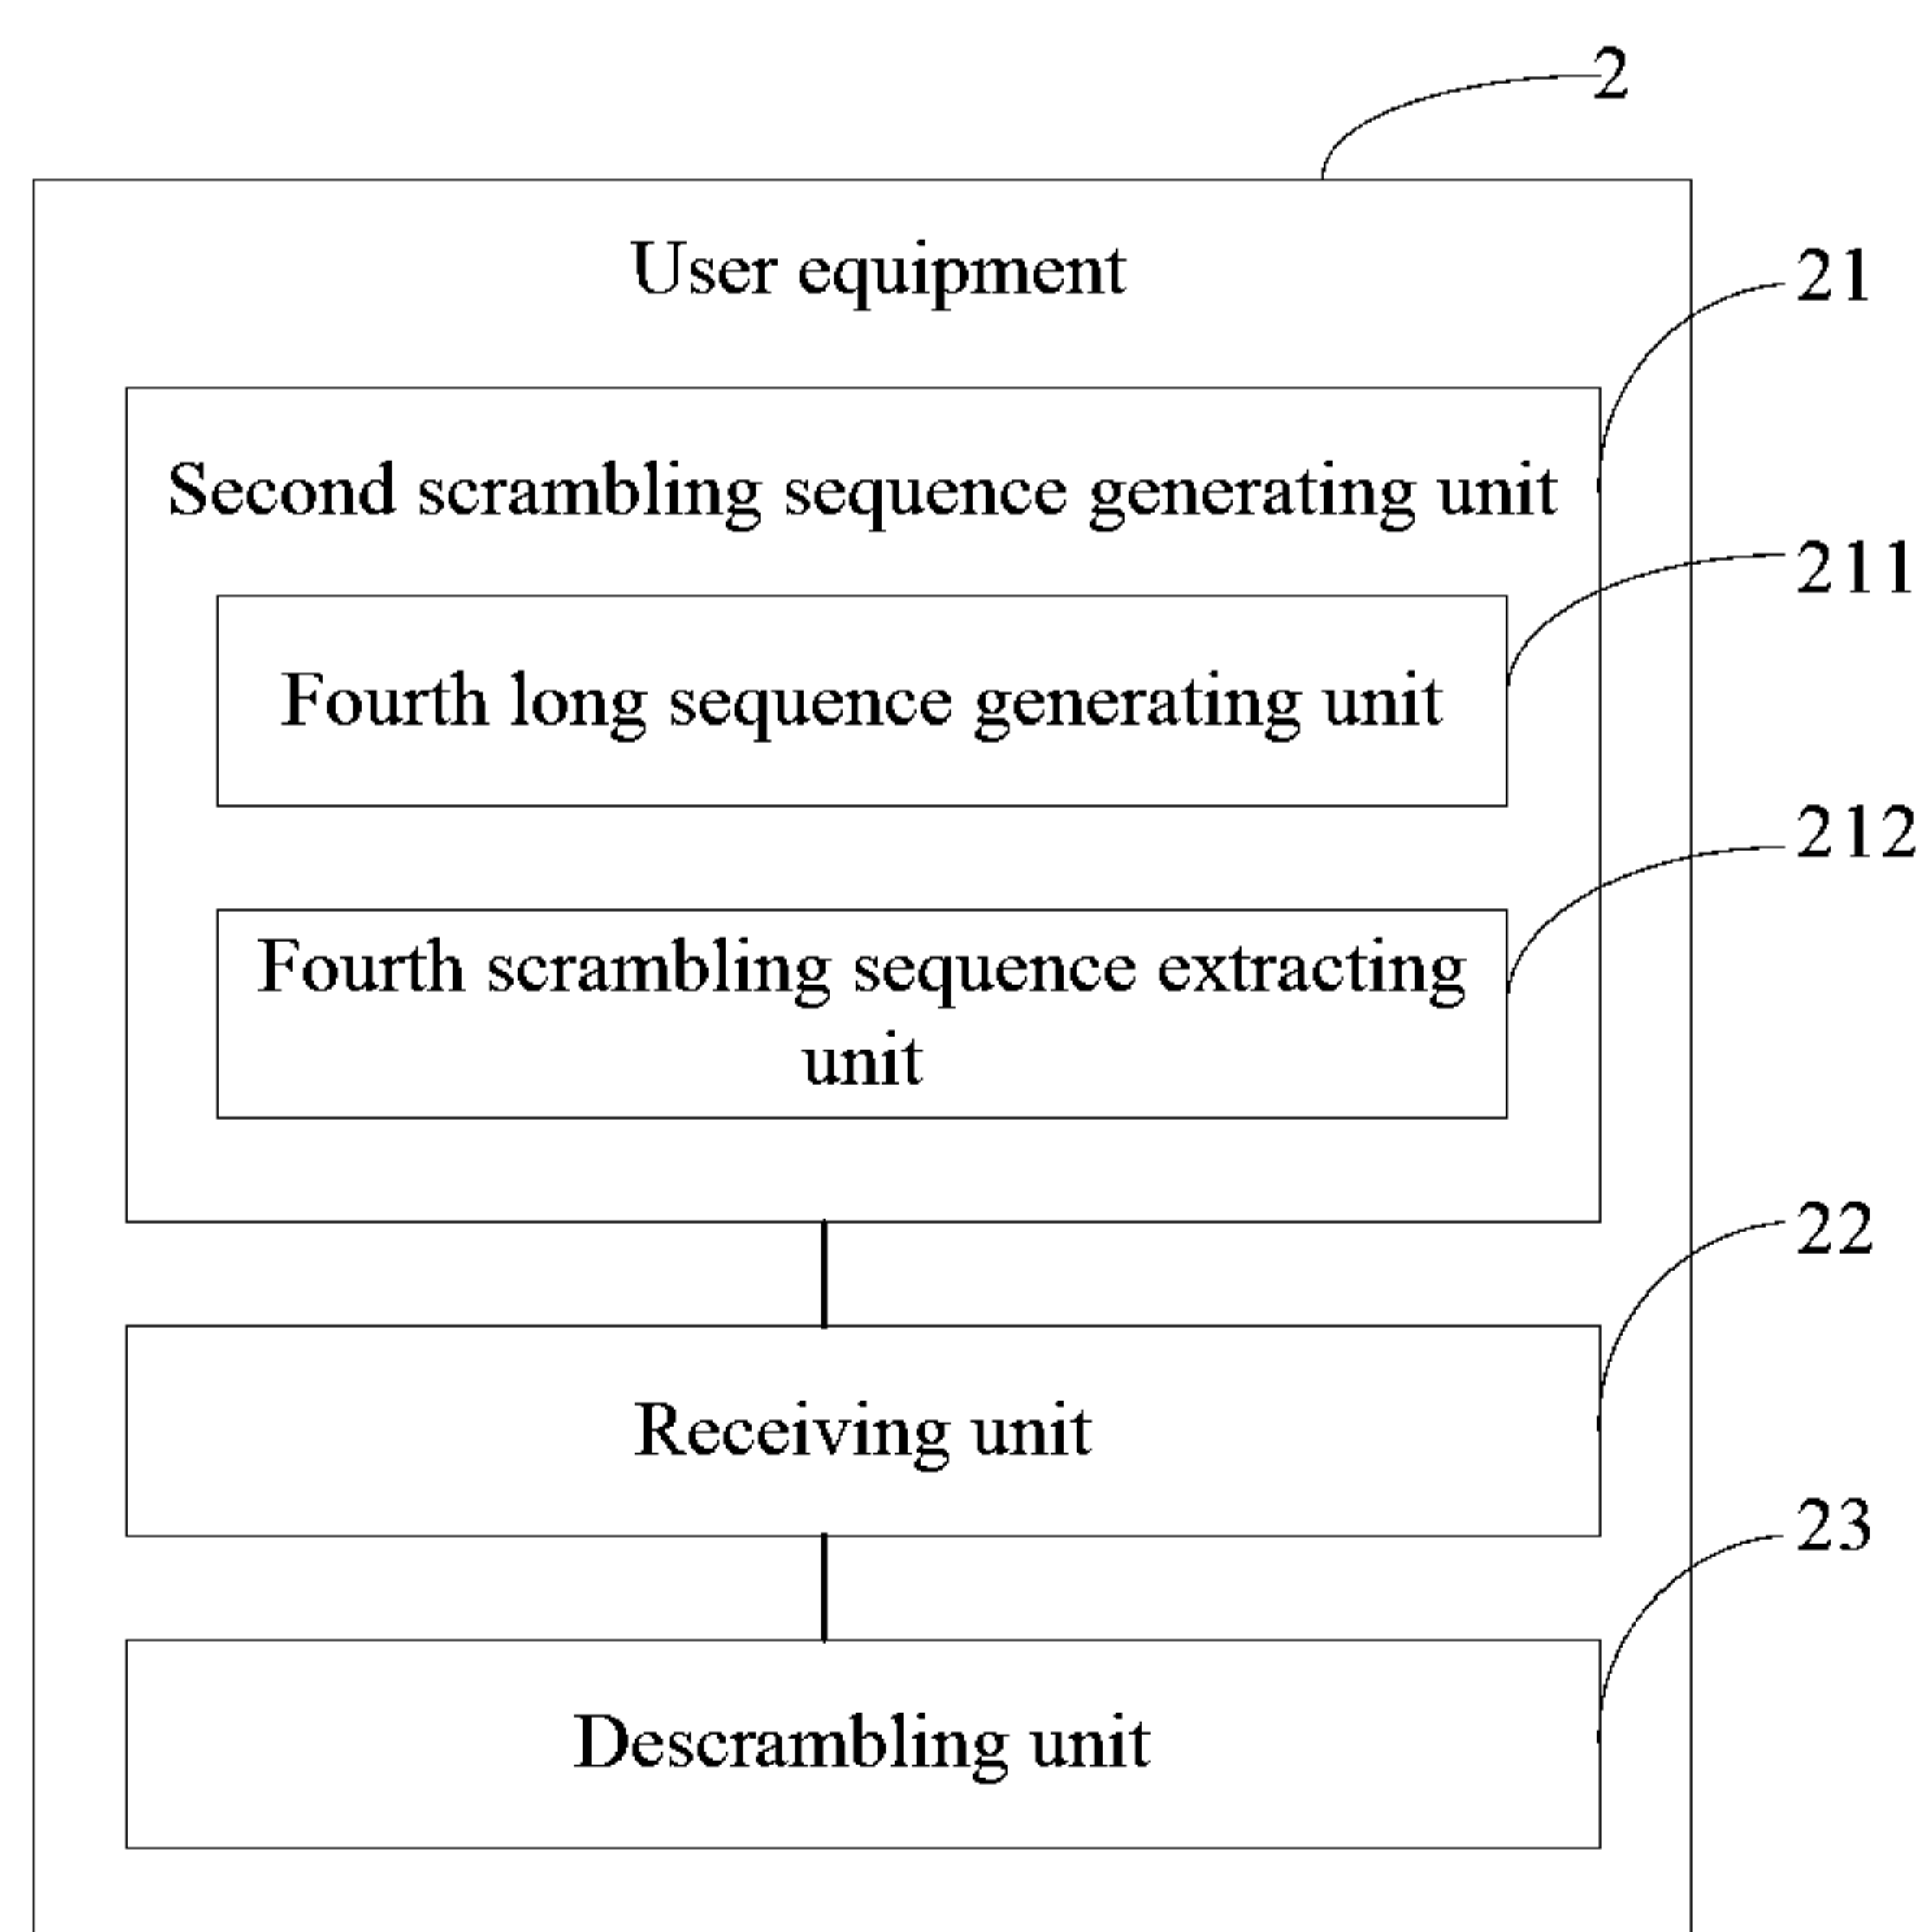 2
User equipment
21
Second scrambling sequence generating unit
211
Fourth long sequence generating unit
212
Fourth scrambling sequence extracting
unit
22
Receiving unit
23
Descrambling unit